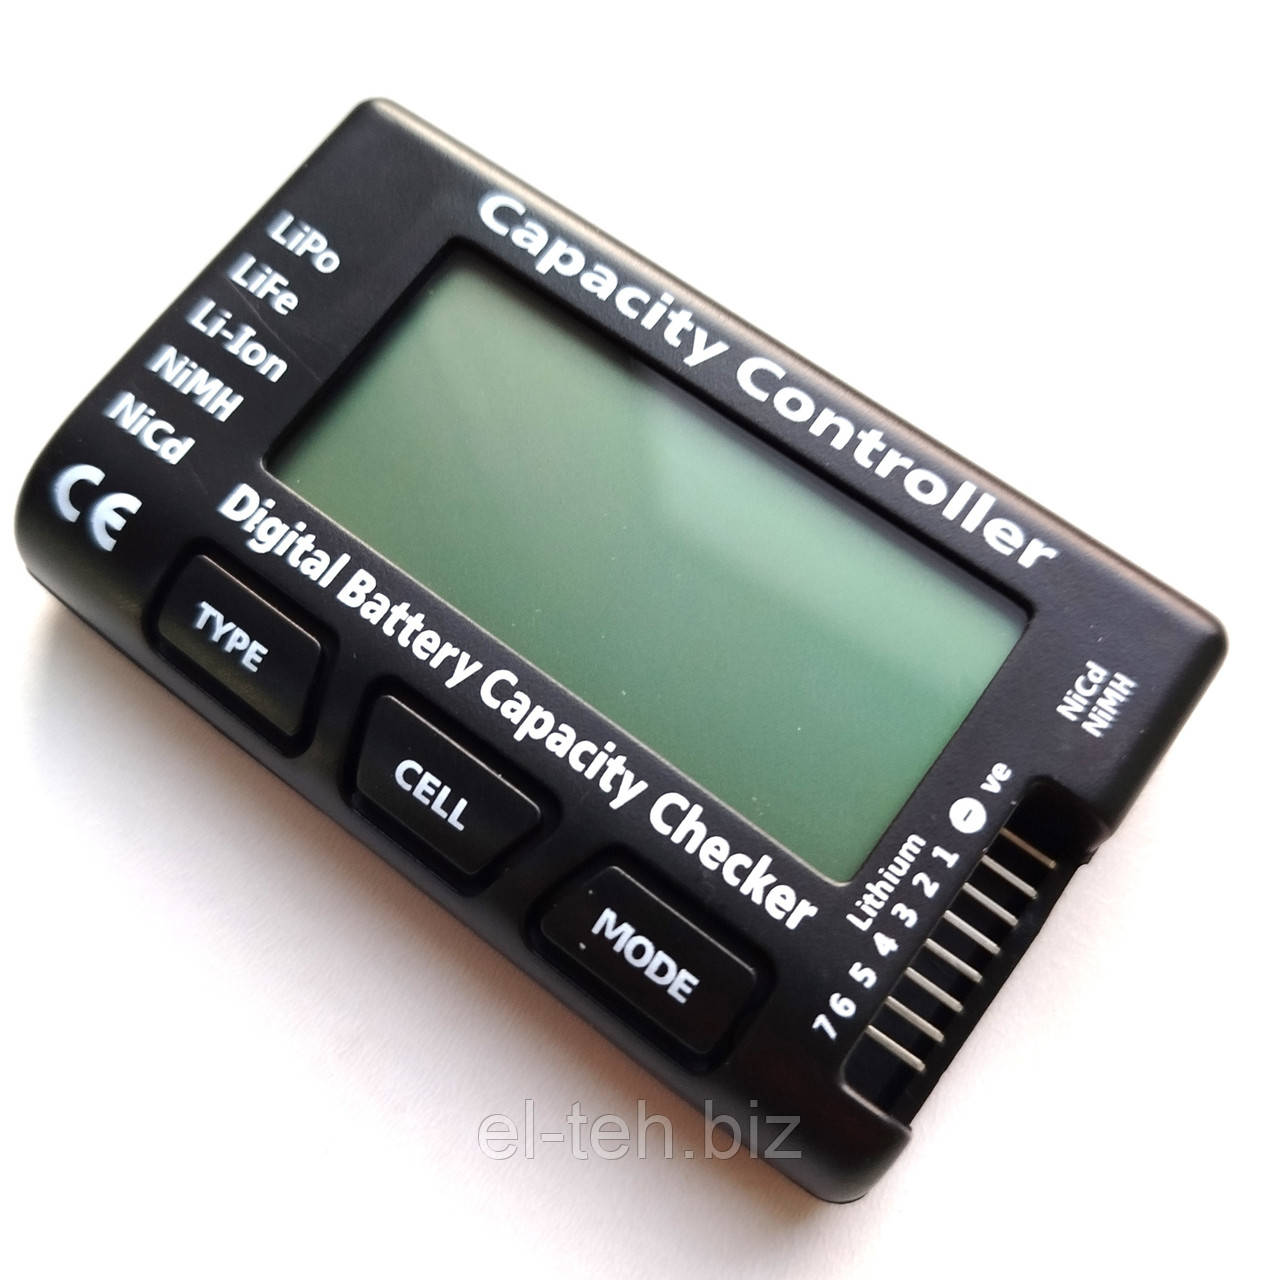 Capacity Controller
LiPo
LiFe
Li-Ion
NiMH
NiCd
CE
Digital Battery Capacity Checker
TYPE
CELL
MODE
NiCd
NiMH
Lithium
7 6 5 4 3 2 1 - ve
el-teh.biz